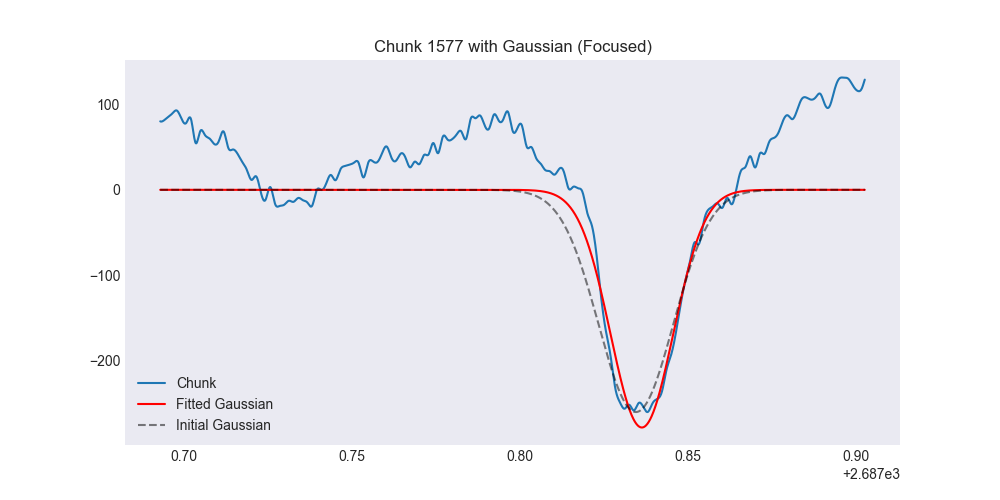 Chunk 1577 with Gaussian (Focused)
100
0
−100
−200
Chunk
Fitted Gaussian
Initial Gaussian
0.70 0.75 0.80 0.85 0.90
+2.687e3